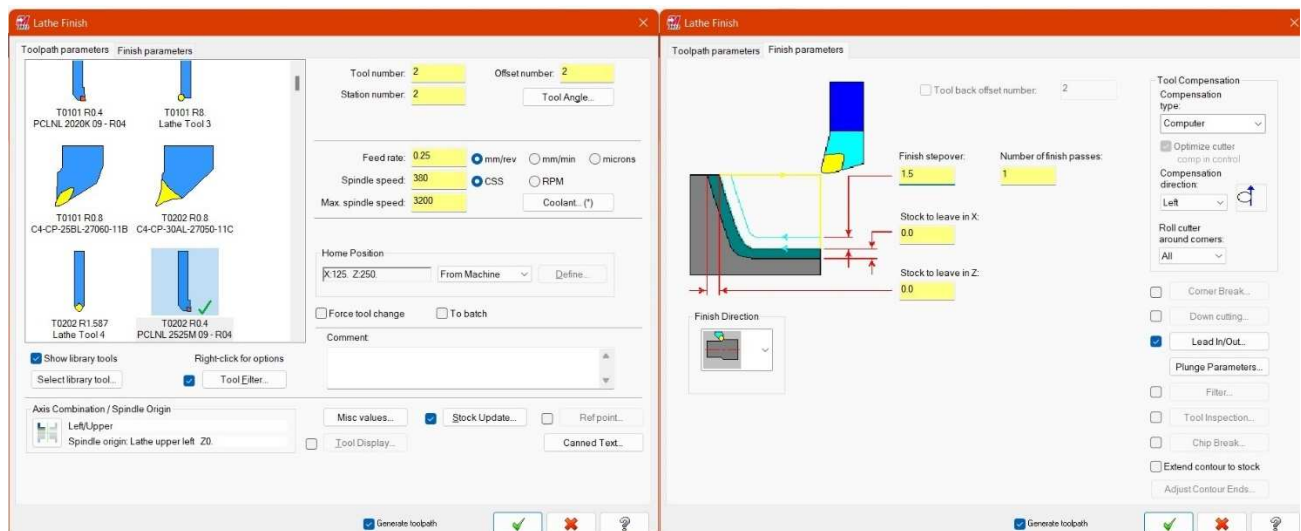 Lathe Finish
Toolpath parameters Finish parameters
T0101 R0.4
PCLNL 2020K 09 - R04
T0101 R8.
Lathe Tool 3
T0101 R0.8
C4-CP-25BL-27060-11B
T0202 R0.8
C4-CP-30AL-27050-11C
T0202 R1.587
Lathe Tool 4
T0202 R0.4
PCLNL 2525M 09 - R04
Show library tools
Right-click for options
Select library tool...
Tool Filter...
Axis Combination / Spindle Origin
Left/Upper
Spindle origin: Lathe upper left Z0.
Tool number: 2
Offset number: 2
Station number: 2
Tool Angle...
Feed rate: 0.25 mm/rev mm/min microns
Spindle speed: 380 CSS RPM
Max. spindle speed: 3200
Coolant... (*)
Home Position
X:125. Z:250. From Machine Define...
Force tool change To batch
Comment:
Misc values... Stock Update... Ref point...
Tool Display... Canned Text...
Generate toolpath
Lathe Finish
Toolpath parameters Finish parameters
Tool back offset number: 2
Finish stepover:
1.5
Number of finish passes:
1
Stock to leave in X:
0.0
Stock to leave in Z:
0.0
Finish Direction
Tool Compensation
Compensation
type:
Computer
Optimize cutter
comp in control
Compensation
direction:
Left
Roll cutter
around corners:
All
Corner Break...
Down cutting...
Lead In/Out...
Plunge Parameters...
Filter...
Tool Inspection...
Chip Break...
Extend contour to stock
Adjust Contour Ends...
Generate toolpath